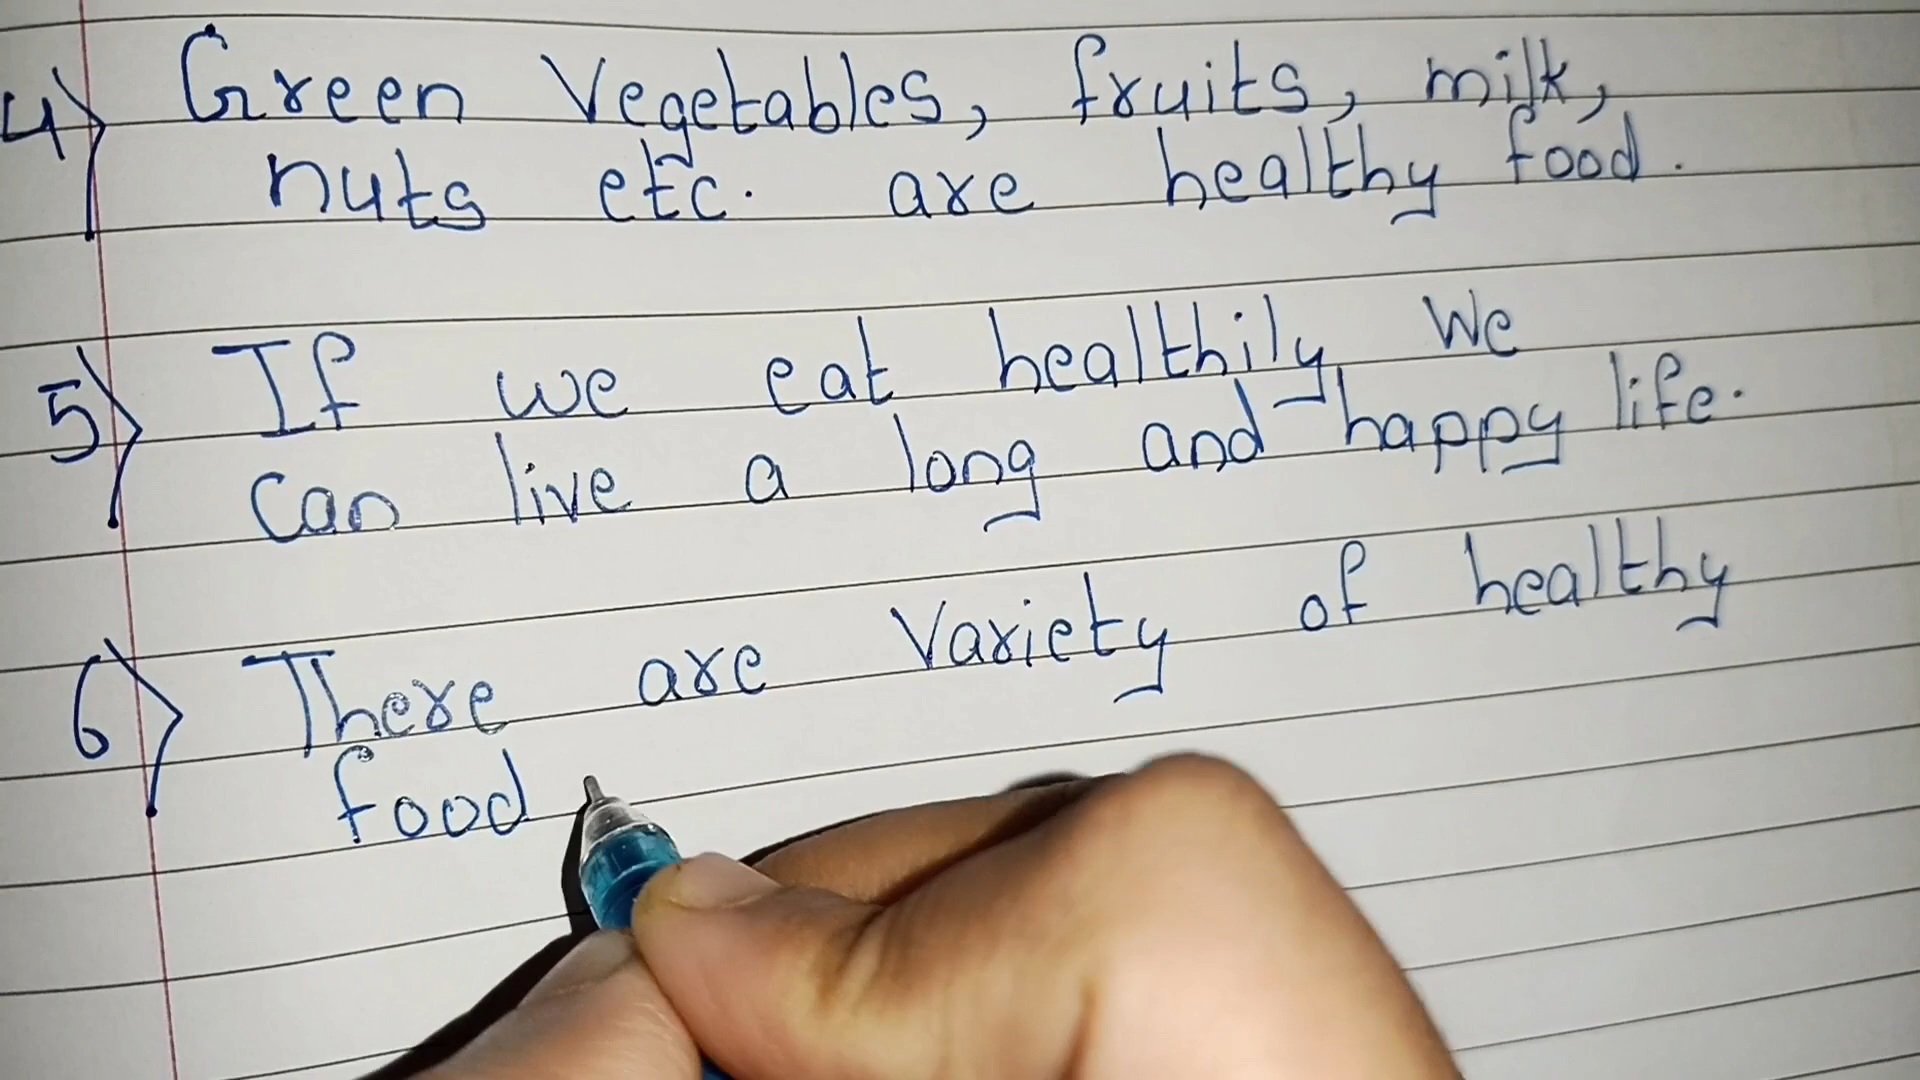 4) Green Vegetables, fruits, milk,
nuts etc. are healthy food.
5) If we eat healthily We
can live a long and happy life.
6) There are Variety of healthy
food